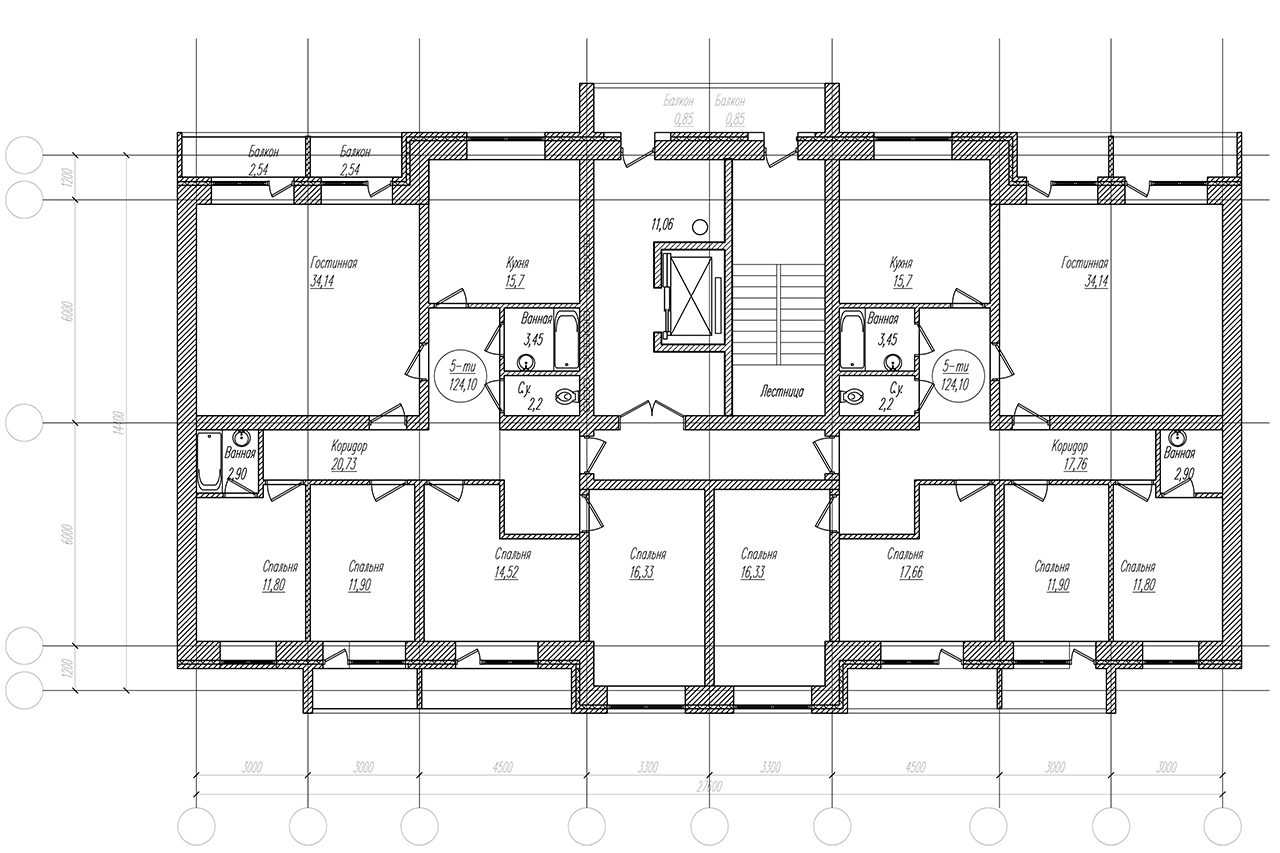 Балкон Балкон
0,85 0,85
Балкон Балкон
2,54 2,54
1200
11,06
Гостинная
34,14
Кухня
15,7
Кухня
15,7
Гостинная
34,14
6000
Ванная
3,45
Ванная
3,45
5-ти
124,10
5-ти
124,10
С.у.
2,2
Лестница
С.у.
2,2
14400
Ванная
2,90
Коридор
20,73
Коридор
17,76
Ванная
2,90
6000
Спальня
11,80
Спальня
11,90
Спальня
14,52
Спальня
16,33
Спальня
16,33
Спальня
17,66
Спальня
11,90
Спальня
11,80
1200
3000 3000 4500 3300 3300 4500 3000 3000
27600